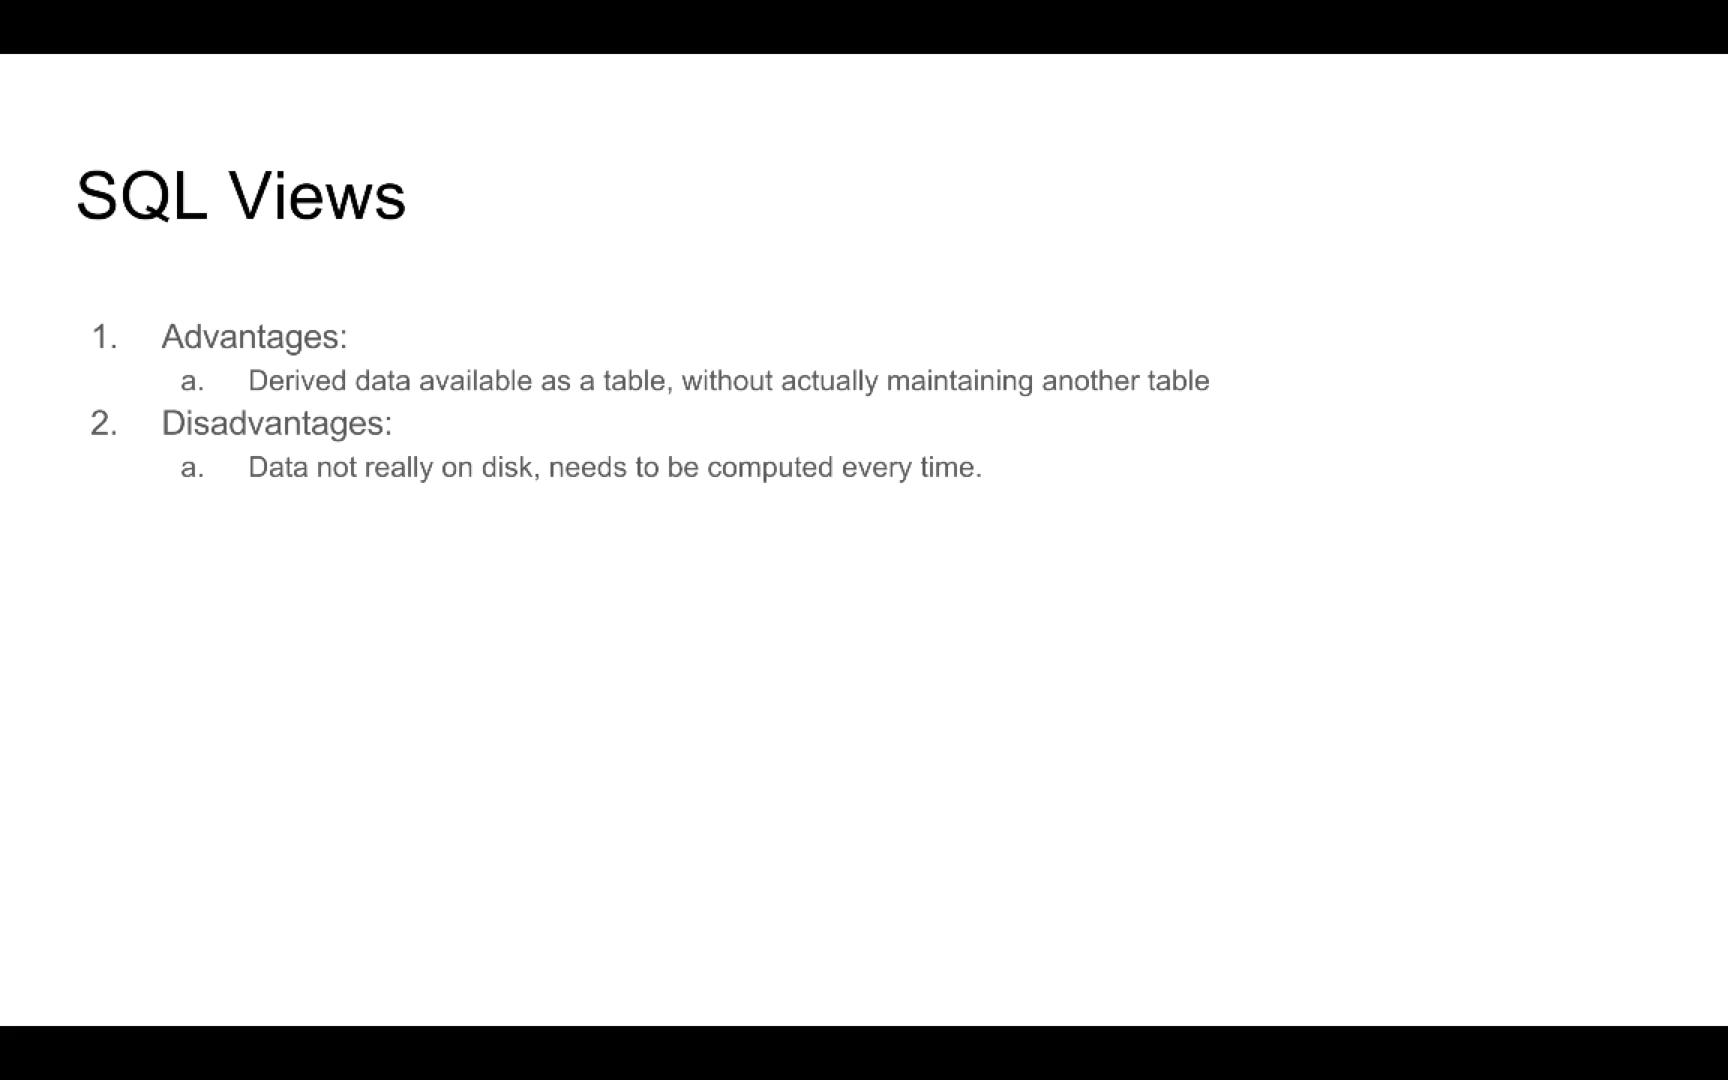 SQL Views
1. Advantages:
a. Derived data available as a table, without actually maintaining another table
2. Disadvantages:
a. Data not really on disk, needs to be computed every time.